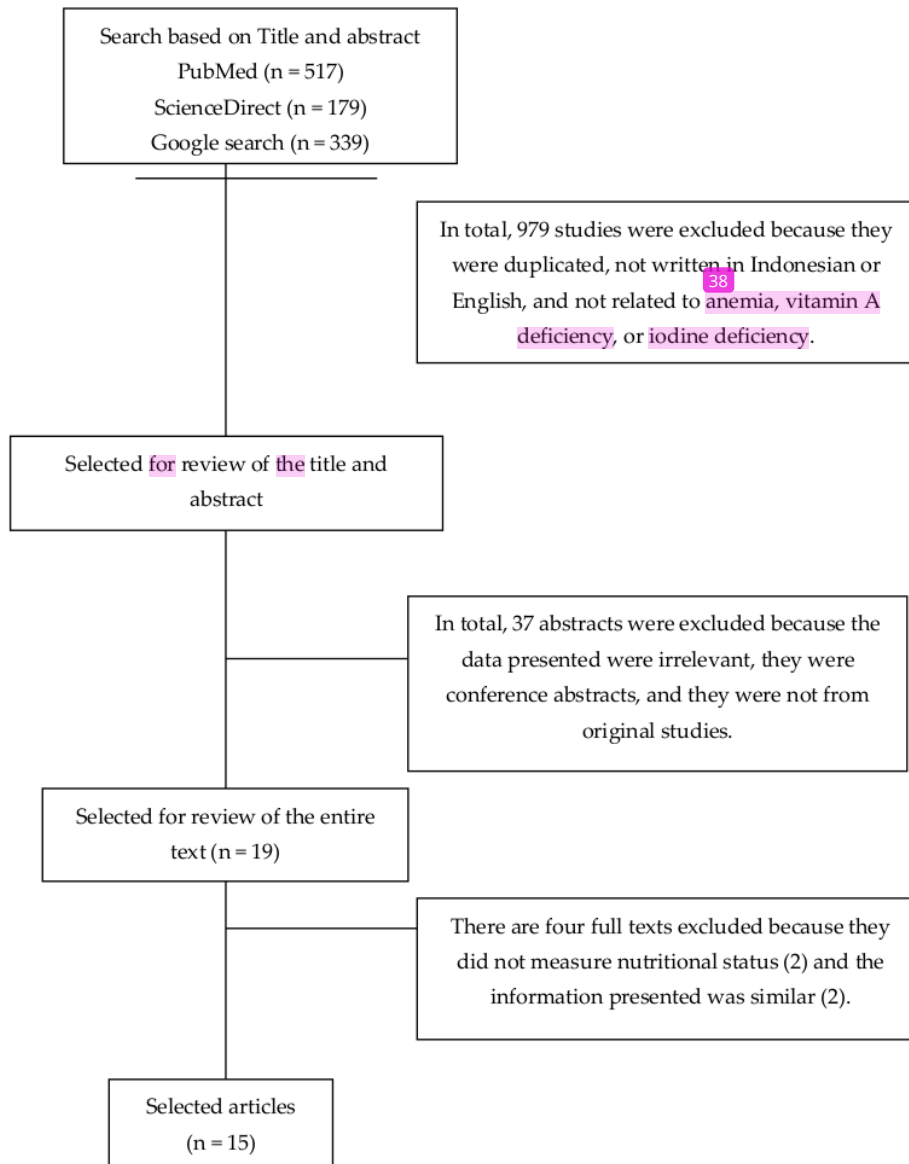 Search based on Title and abstract
PubMed (n = 517)
ScienceDirect (n = 179)
Google search (n = 339)
In total, 979 studies were excluded because they
were duplicated, not written in Indonesian or
38
English, and not related to anemia, vitamin A
deficiency, or iodine deficiency.
Selected for review of the title and
abstract
In total, 37 abstracts were excluded because the
data presented were irrelevant, they were
conference abstracts, and they were not from
original studies.
Selected for review of the entire
text (n = 19)
There are four full texts excluded because they
did not measure nutritional status (2) and the
information presented was similar (2).
Selected articles
(n = 15)